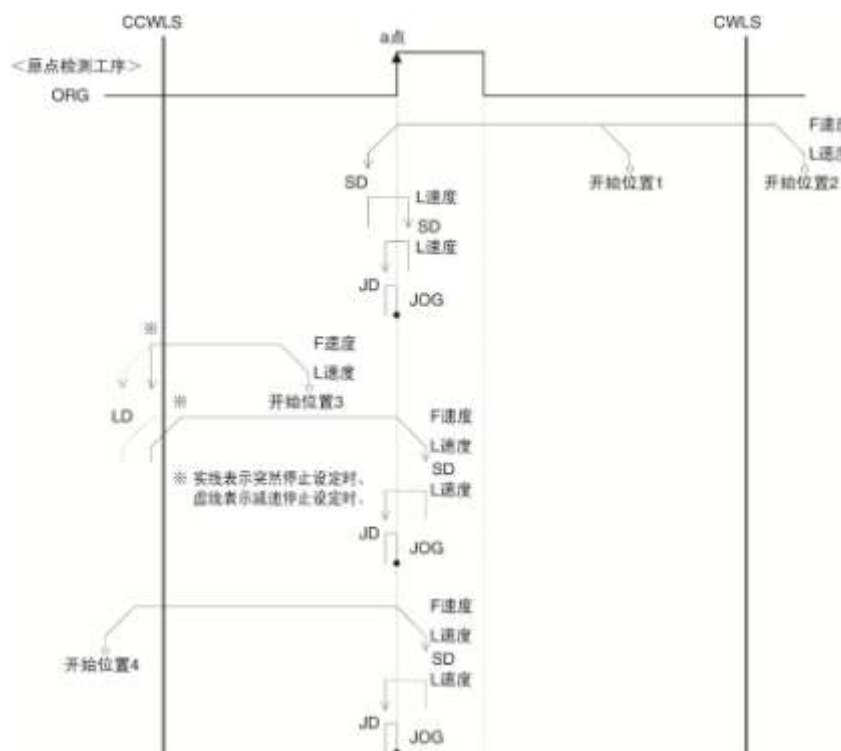 CCWLS
CWLS
a点
<原点检测工序>
ORG
F速度
L速度
SD
开始位置1
开始位置2
L速度
SD
L速度
JD
JOG
※
F速度
L速度
开始位置3
LD
※
F速度
L速度
SD
※ 实线表示突然停止设定时、
虚线表示减速停止设定时.
L速度
JD
JOG
F速度
L速度
SD
开始位置4
L速度
JD
JOG